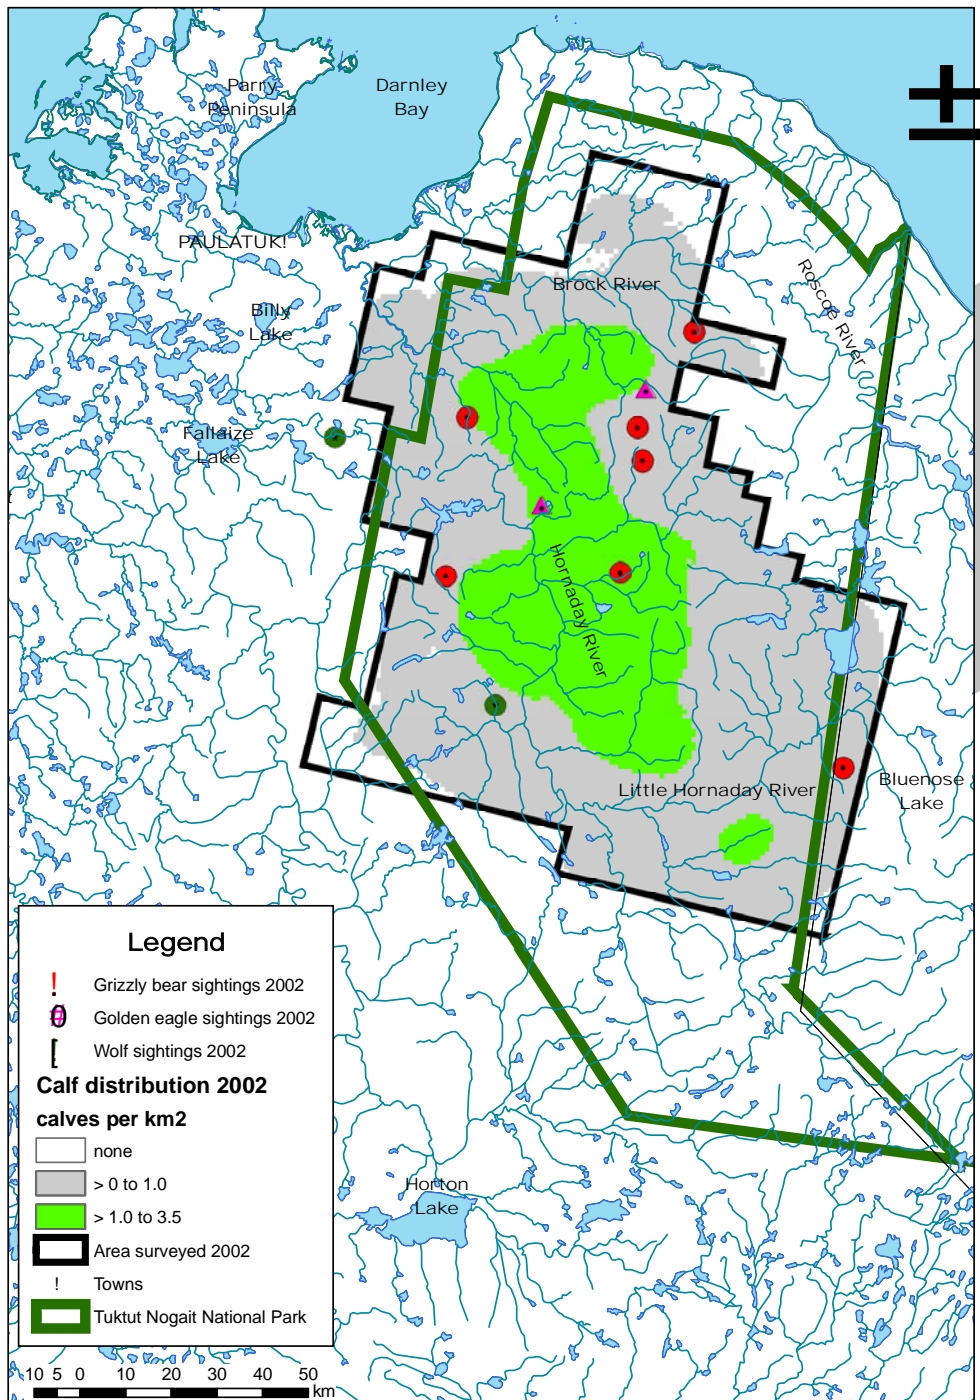 Parry
Peninsula
Darnley
Bay
PAULATUK!
Brock River
Roscoe River
Billy
Lake
Fallaize
Lake
Hornaday River
Little Hornaday River
Bluenose
Lake
Legend
! Grizzly bear sightings 2002
Golden eagle sightings 2002
[ Wolf sightings 2002
Calf distribution 2002
calves per km2
none
> 0 to 1.0
> 1.0 to 3.5
Area surveyed 2002
! Towns
Tuktut Nogait National Park
Horton
Lake
10 5 0 10 20 30 40 50
km